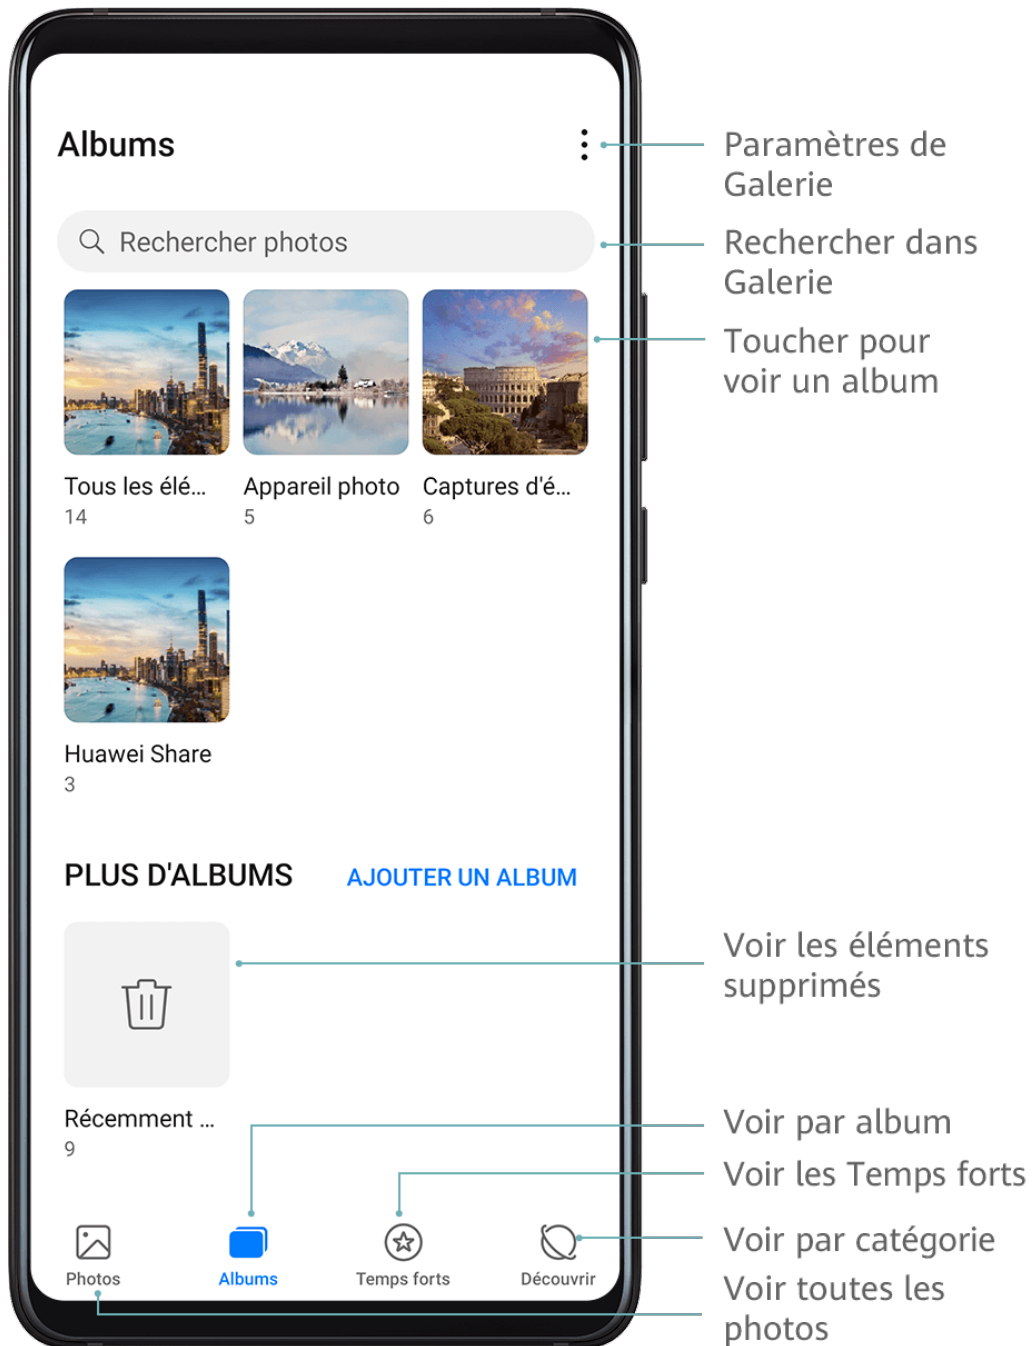 Albums
Paramètres de
Galerie
Rechercher photos
Rechercher dans
Galerie
Toucher pour
voir un album
Tous les élé...
14
Appareil photo
5
Captures d'é...
6
Huawei Share
3
PLUS D'ALBUMS
AJOUTER UN ALBUM
Voir les éléments
supprimés
Récemment ...
9
Voir par album
Voir les Temps forts
Voir par catégorie
Voir toutes les
photos
Photos
Albums
Temps forts
Découvrir